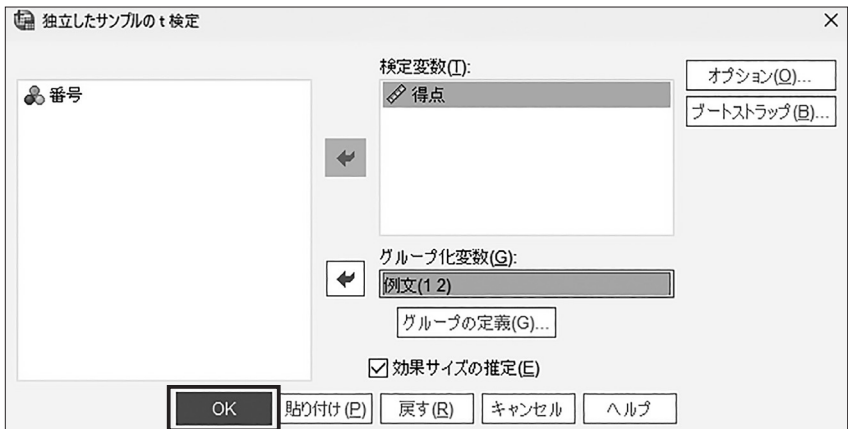 独立したサンプルの t 検定
番号
検定変数(T):
得点
オプション(O)...
ブートストラップ(B)...
グループ化変数(G):
例文(1 2)
グループの定義(G)...
効果サイズの推定(E)
OK 貼り付け(P) 戻す(R) キャンセル ヘルプ